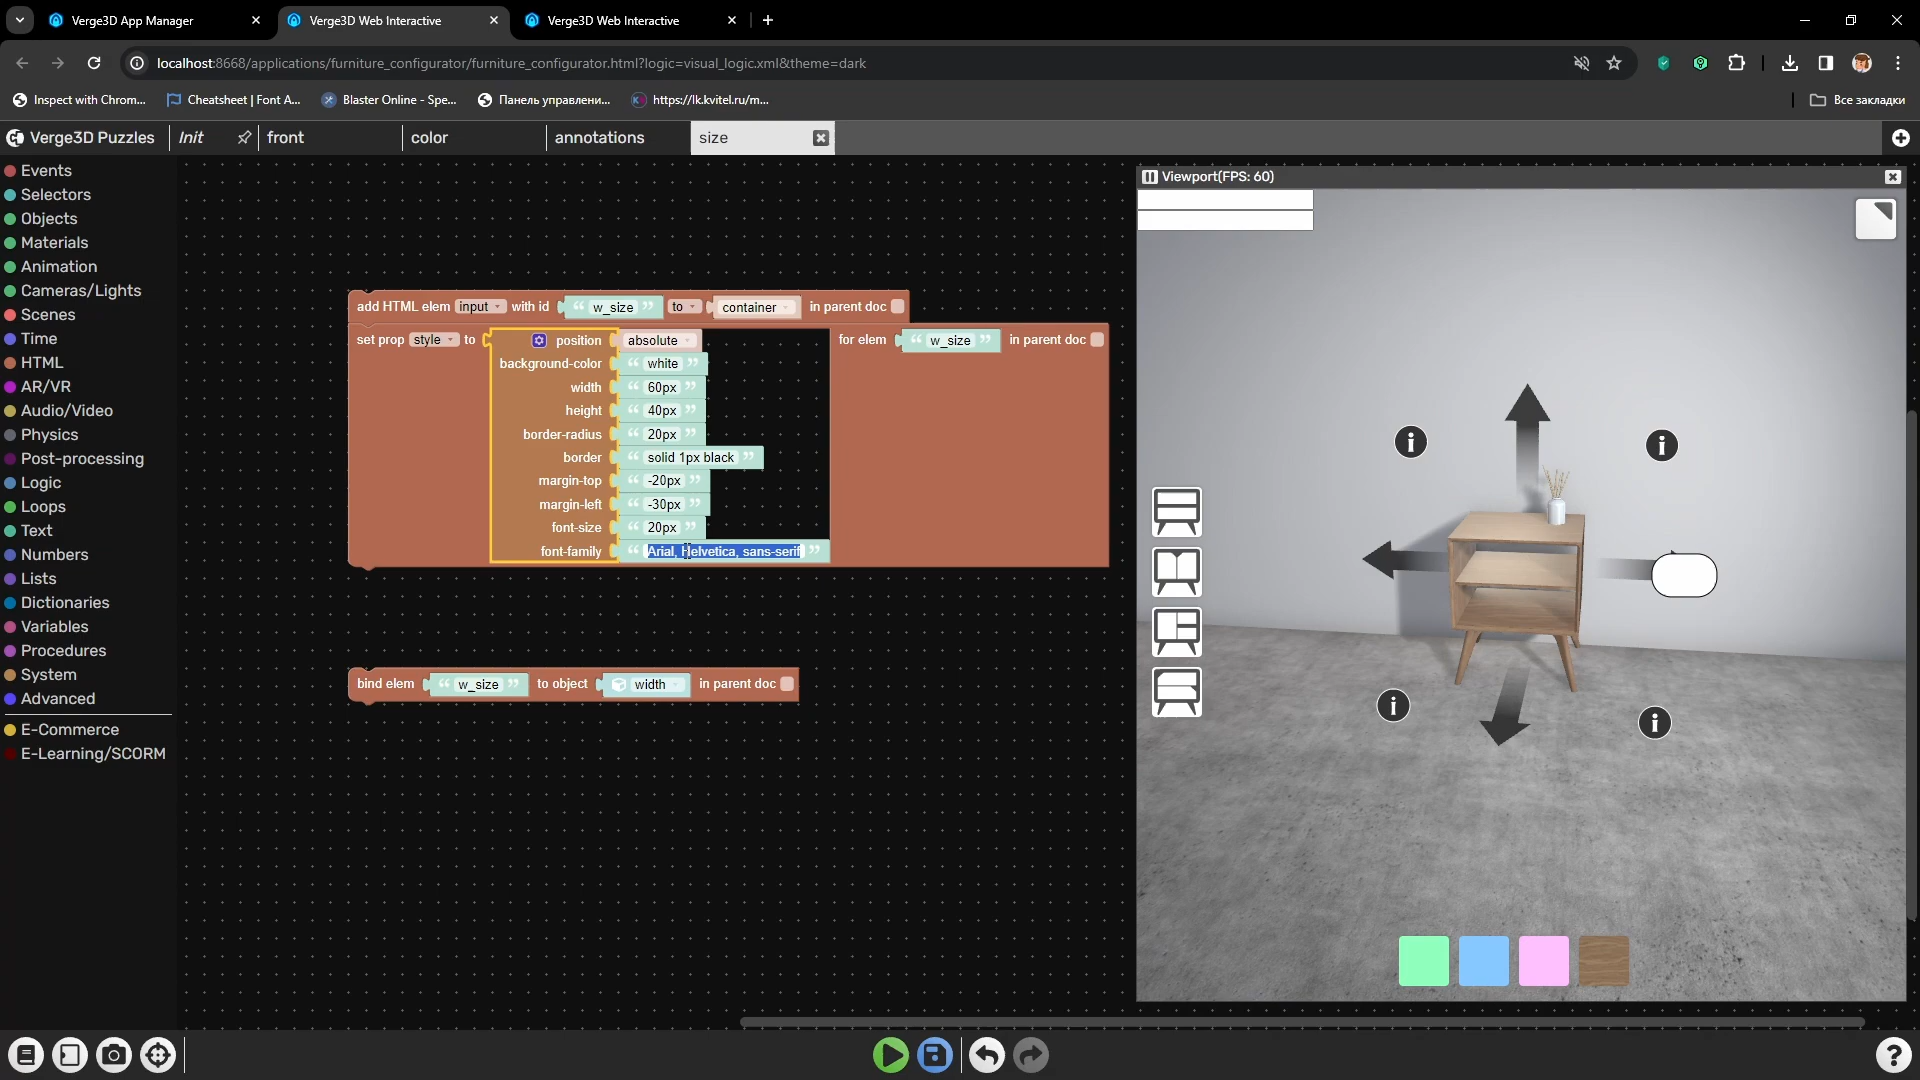 Verge3D App Manager
Verge3D Web Interactive
Verge3D Web Interactive
localhost:8668/applications/furniture_configurator/furniture_configurator.html?logic=visual_logic.xml&theme=dark
Inspect with Chrom...
Cheatsheet | Font A...
Blaster Online - Spe...
Панель управлени...
https://lk.kvitel.ru/m...
Все закладки
Verge3D Puzzles
Init
front
color
annotations
size
Events
Selectors
Objects
Materials
Animation
Cameras/Lights
Scenes
Time
HTML
AR/VR
Audio/Video
Physics
Post-processing
Logic
Loops
Text
Numbers
Lists
Dictionaries
Variables
Procedures
System
Advanced
E-Commerce
E-Learning/SCORM
add HTML elem input with id “ w_size ” to container in parent doc
set prop style to position absolute for elem “ w_size ” in parent doc
background-color “ white ”
width “ 60px ”
height “ 40px ”
border-radius “ 20px ”
border “ solid 1px black ”
margin-top “ -20px ”
margin-left “ -30px ”
font-size “ 20px ”
font-family “ Arial, Helvetica, sans-serif ”
bind elem “ w_size ” to object width in parent doc
Viewport(FPS: 60)
i
i
i
i
?